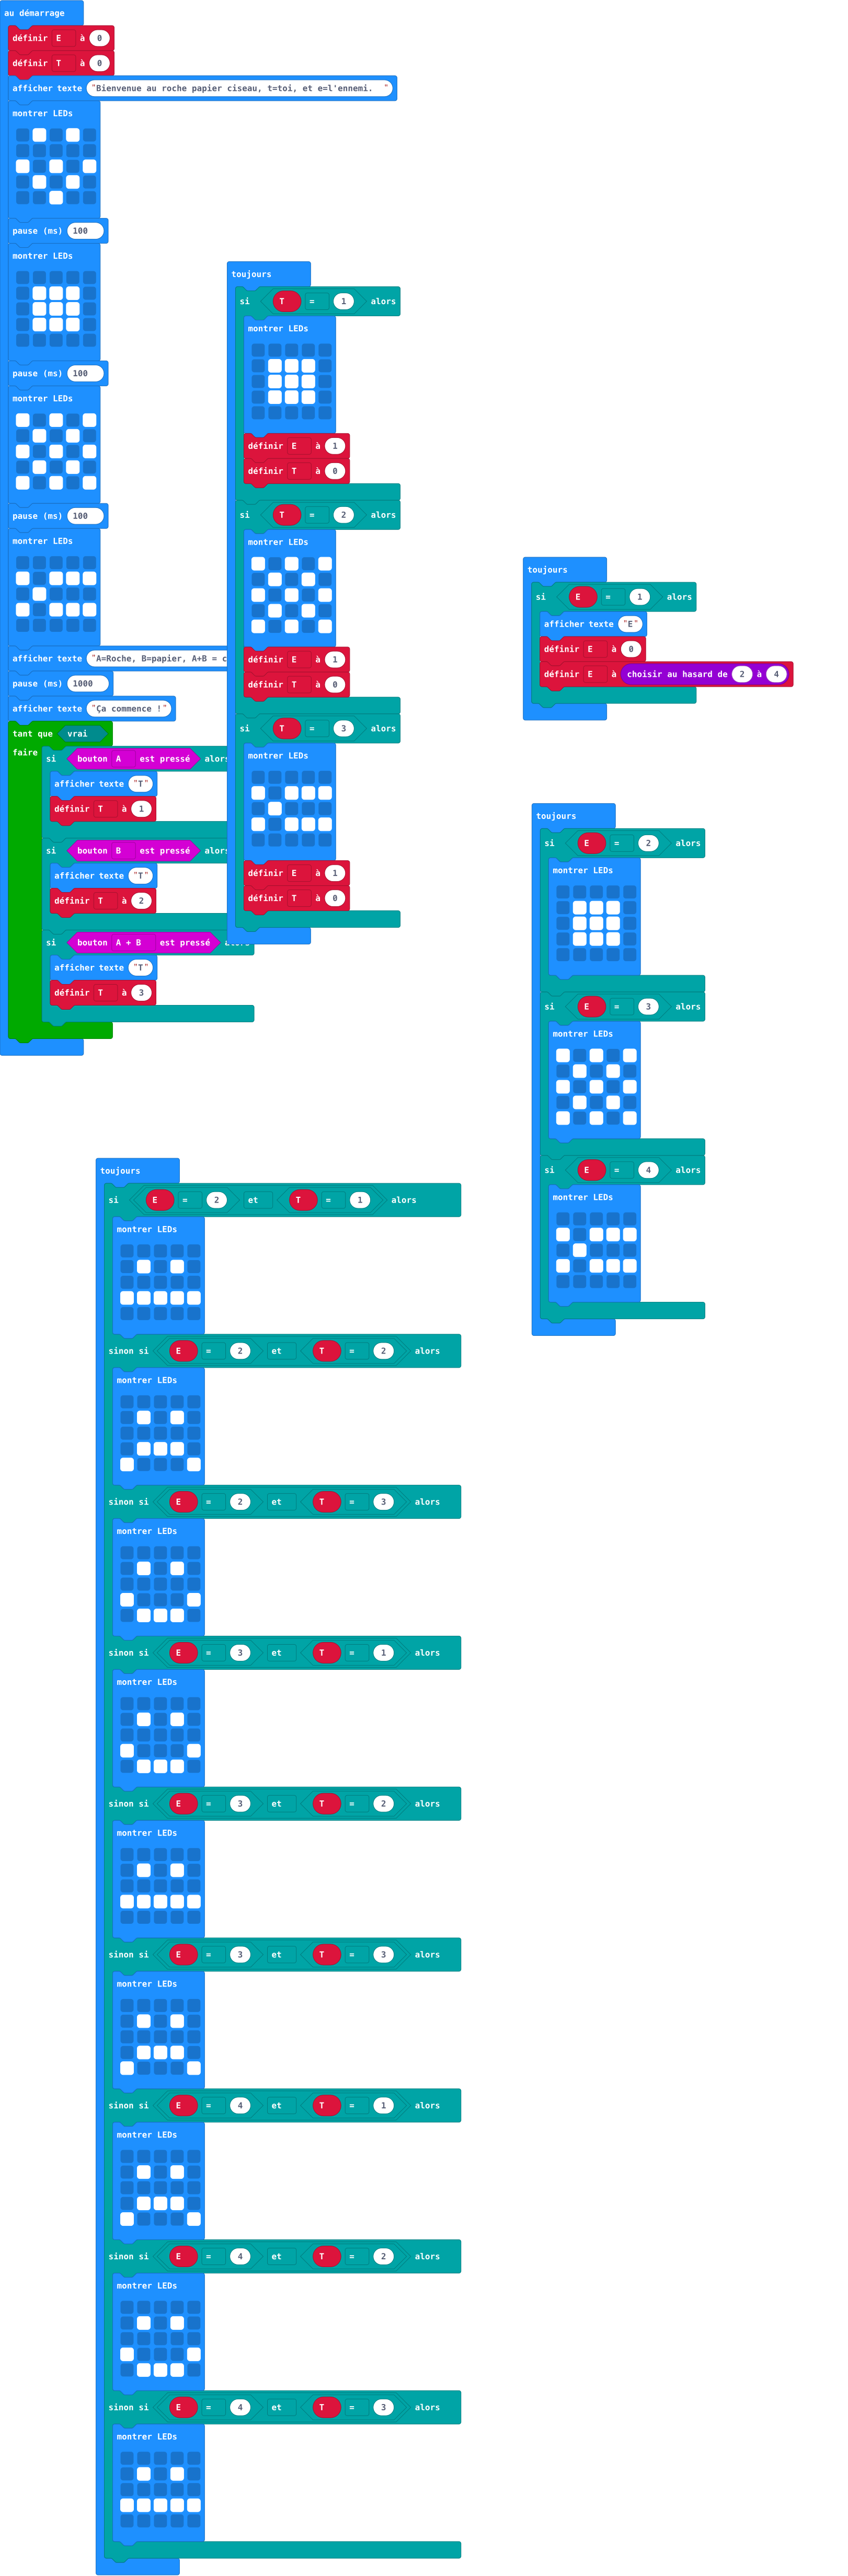 au démarrage
définir E à 0
définir T à 0
afficher texte "Bienvenue au roche papier ciseau, t=toi, et e=l'ennemi. "
montrer LEDs
pause (ms) 100
montrer LEDs
pause (ms) 100
montrer LEDs
pause (ms) 100
montrer LEDs
afficher texte "A=Roche, B=papier, A+B = c
pause (ms) 1000
afficher texte "Ça commence !"
tant que vrai
faire
si bouton A est pressé alors
afficher texte "T"
définir T à 1
si bouton B est pressé alors
afficher texte "T"
définir T à 2
si bouton A + B est pressé
afficher texte "T"
définir T à 3
toujours
si T = 1 alors
montrer LEDs
définir E à 1
définir T à 0
si T = 2 alors
montrer LEDs
définir E à 1
définir T à 0
si T = 3 alors
montrer LEDs
définir E à 1
définir T à 0
toujours
si E = 1 alors
afficher texte "E"
définir E à 0
définir E à choisir au hasard de 2 à 4
toujours
si E = 2 alors
montrer LEDs
si E = 3 alors
montrer LEDs
si E = 4 alors
montrer LEDs
toujours
si E = 2 et T = 1 alors
montrer LEDs
sinon si E = 2 et T = 2 alors
montrer LEDs
sinon si E = 2 et T = 3 alors
montrer LEDs
sinon si E = 3 et T = 1 alors
montrer LEDs
sinon si E = 3 et T = 2 alors
montrer LEDs
sinon si E = 3 et T = 3 alors
montrer LEDs
sinon si E = 4 et T = 1 alors
montrer LEDs
sinon si E = 4 et T = 2 alors
montrer LEDs
sinon si E = 4 et T = 3 alors
montrer LEDs